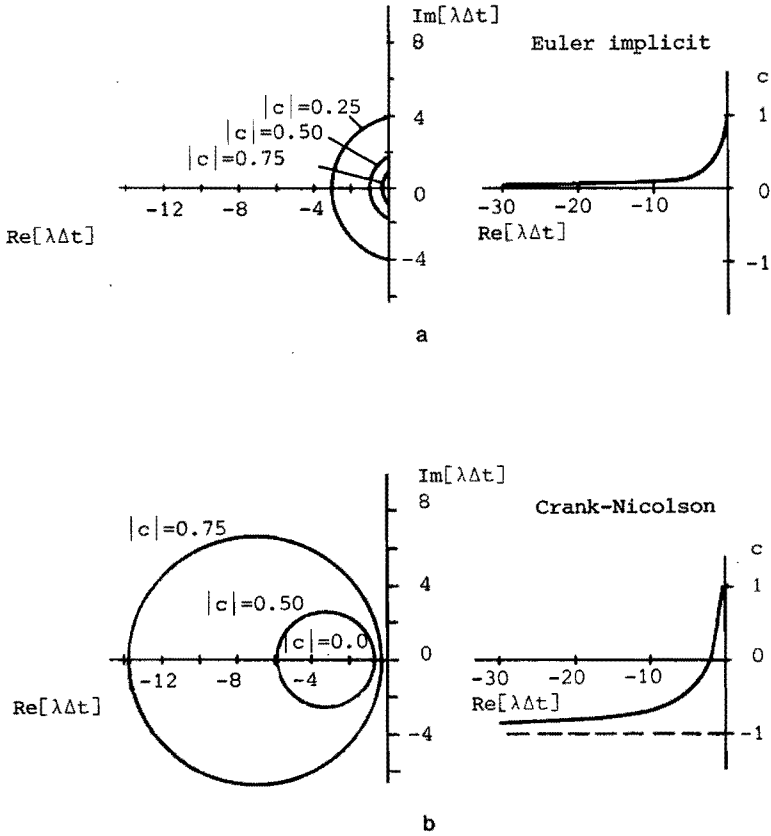 Im[λΔt]
8
Euler implicit
c
|c|=0.25
4
1
|c|=0.50
|c|=0.75
-12
-8
-4
0
-30
-20
-10
0
Re[λΔt]
Re[λΔt]
-4
-1
a
Im[λΔt]
8
Crank-Nicolson
|c|=0.75
c
4
1
|c|=0.50
|c|=0.0
0
0
-12
-8
-4
-30
-20
-10
Re[λΔt]
Re[λΔt]
-4
-1
b